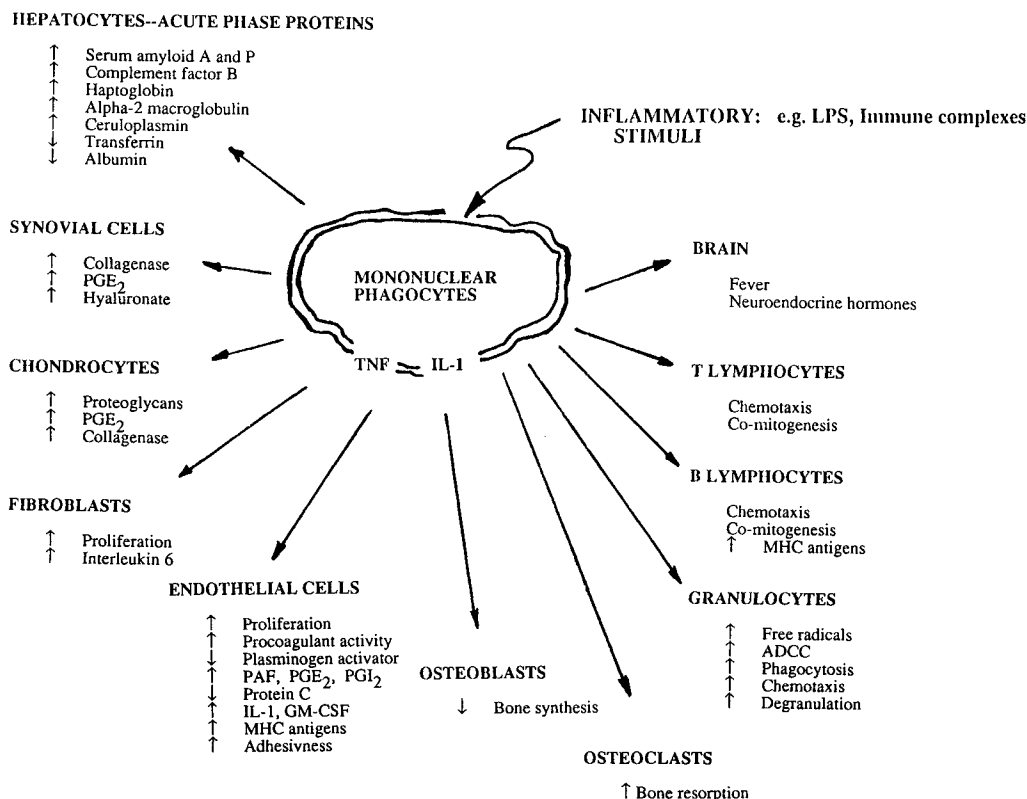 HEPATOCYTES--ACUTE PHASE PROTEINS
↑ Serum amyloid A and P
↑ Complement factor B
↑ Haptoglobin
↑ Alpha-2 macroglobulin
↑ Ceruloplasmin
↓ Transferrin
↓ Albumin
INFLAMMATORY: e.g. LPS, Immune complexes
STIMULI
SYNOVIAL CELLS
↑ Collagenase
↑ PGE2
↑ Hyaluronate
MONONUCLEAR
PHAGOCYTES
TNF IL-1
BRAIN
Fever
Neuroendocrine hormones
CHONDROCYTES
↑ Proteoglycans
↑ PGE2
↑ Collagenase
T LYMPHOCYTES
Chemotaxis
Co-mitogenesis
FIBROBLASTS
↑ Proliferation
↑ Interleukin 6
B LYMPHOCYTES
Chemotaxis
Co-mitogenesis
↑ MHC antigens
ENDOTHELIAL CELLS
↑ Proliferation
↑ Procoagulant activity
↓ Plasminogen activator
↑ PAF, PGE2, PGI2
↓ Protein C
↑ IL-1, GM-CSF
↑ MHC antigens
↑ Adhesivness
OSTEOBLASTS
↓ Bone synthesis
GRANULOCYTES
↑ Free radicals
↑ ADCC
↑ Phagocytosis
↑ Chemotaxis
↑ Degranulation
OSTEOCLASTS
↑ Bone resorption